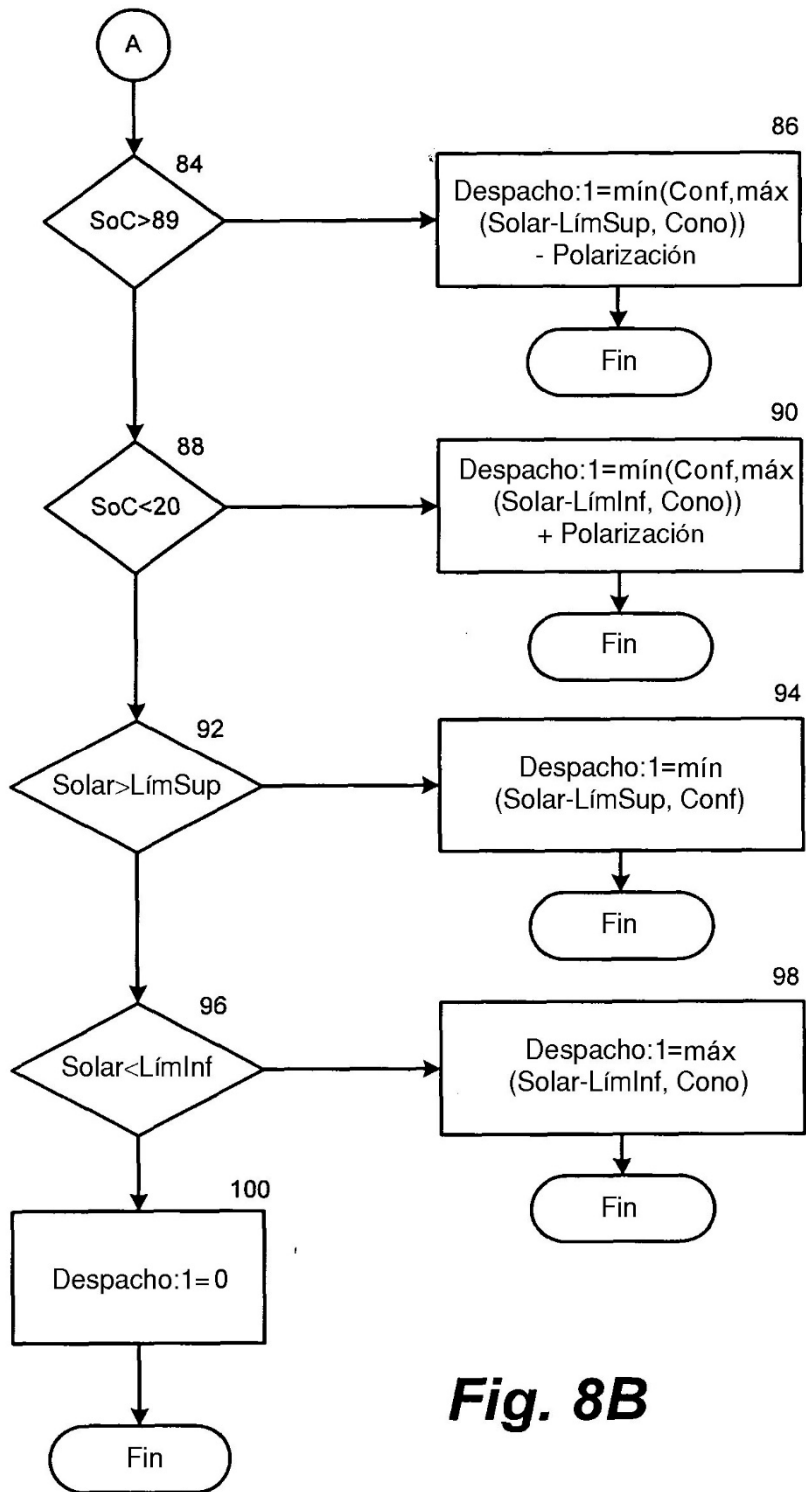 A
84
SoC>89
86
Despacho:1=mín(Conf,máx
(Solar-LímSup, Cono))
- Polarización
Fin
88
SoC<20
90
Despacho:1=mín(Conf,máx
(Solar-LímInf, Cono))
+ Polarización
Fin
92
Solar>LímSup
94
Despacho:1=mín
(Solar-LímSup, Conf)
Fin
96
Solar<LímInf
98
Despacho:1=máx
(Solar-LímInf, Cono)
Fin
100
Despacho:1=0
Fin
Fig. 8B